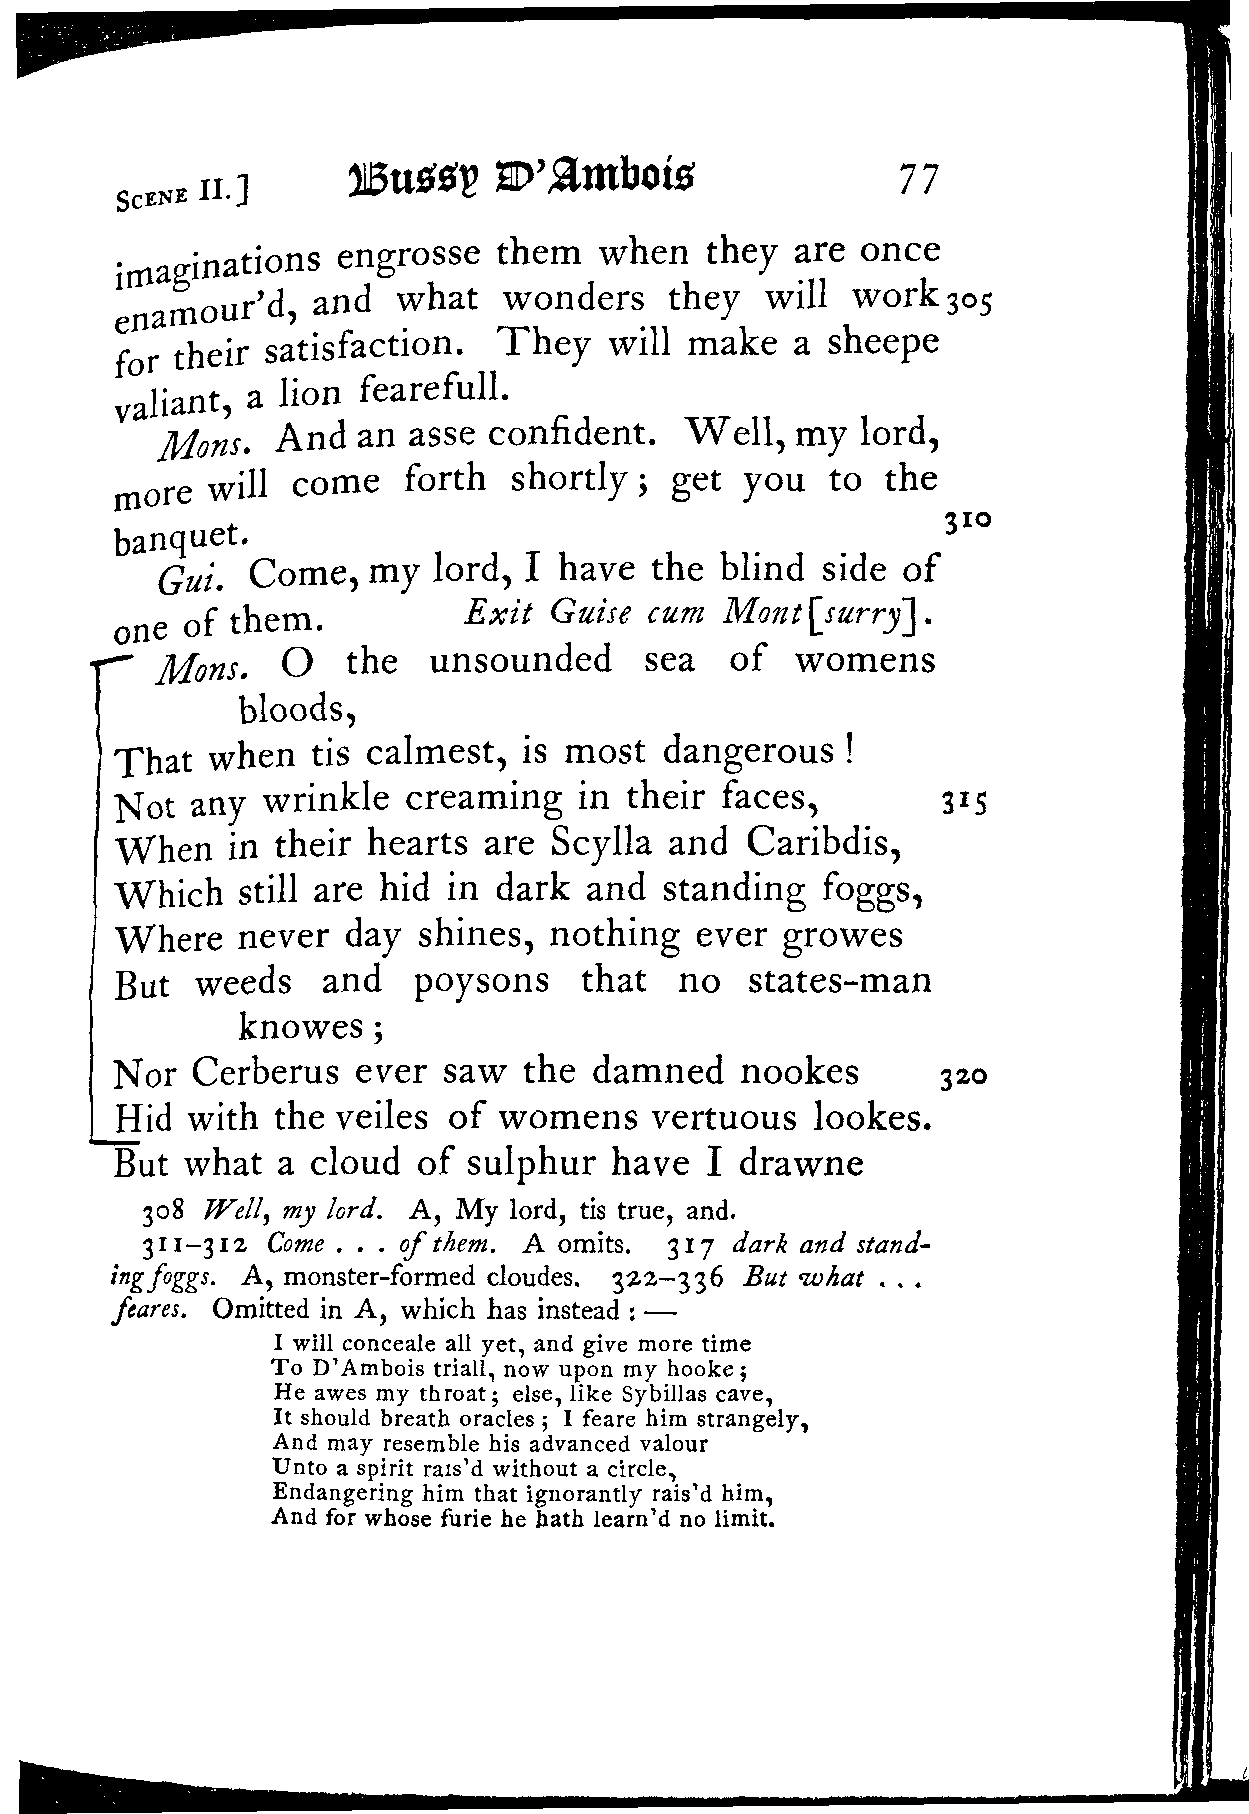 SCENE II.] Bussy D'Ambois 77
imaginations engrosse them when they are once
enamour'd, and what wonders they will work 305
for their satisfaction. They will make a sheepe
valiant, a lion fearefull.
Mons. And an asse confident. Well, my lord,
more will come forth shortly; get you to the
banquet. 310
Gui. Come, my lord, I have the blind side of
one of them. Exit Guise cum Mont[surry].
Mons. O the unsounded sea of womens
bloods,
That when tis calmest, is most dangerous!
Not any wrinkle creaming in their faces, 315
When in their hearts are Scylla and Caribdis,
Which still are hid in dark and standing foggs,
Where never day shines, nothing ever growes
But weeds and poysons that no states-man
knowes;
Nor Cerberus ever saw the damned nookes 320
Hid with the veiles of womens vertuous lookes.
But what a cloud of sulphur have I drawne
308 Well, my lord. A, My lord, tis true, and.
311-312 Come . . . of them. A omits. 317 dark and stand-
ing foggs. A, monster-formed cloudes. 322-336 But what . . .
feares. Omitted in A, which has instead: —
I will conceale all yet, and give more time
To D'Ambois triall, now upon my hooke;
He awes my throat; else, like Sybillas cave,
It should breath oracles; I feare him strangely,
And may resemble his advanced valour
Unto a spirit rais'd without a circle,
Endangering him that ignorantly rais'd him,
And for whose furie he hath learn'd no limit.